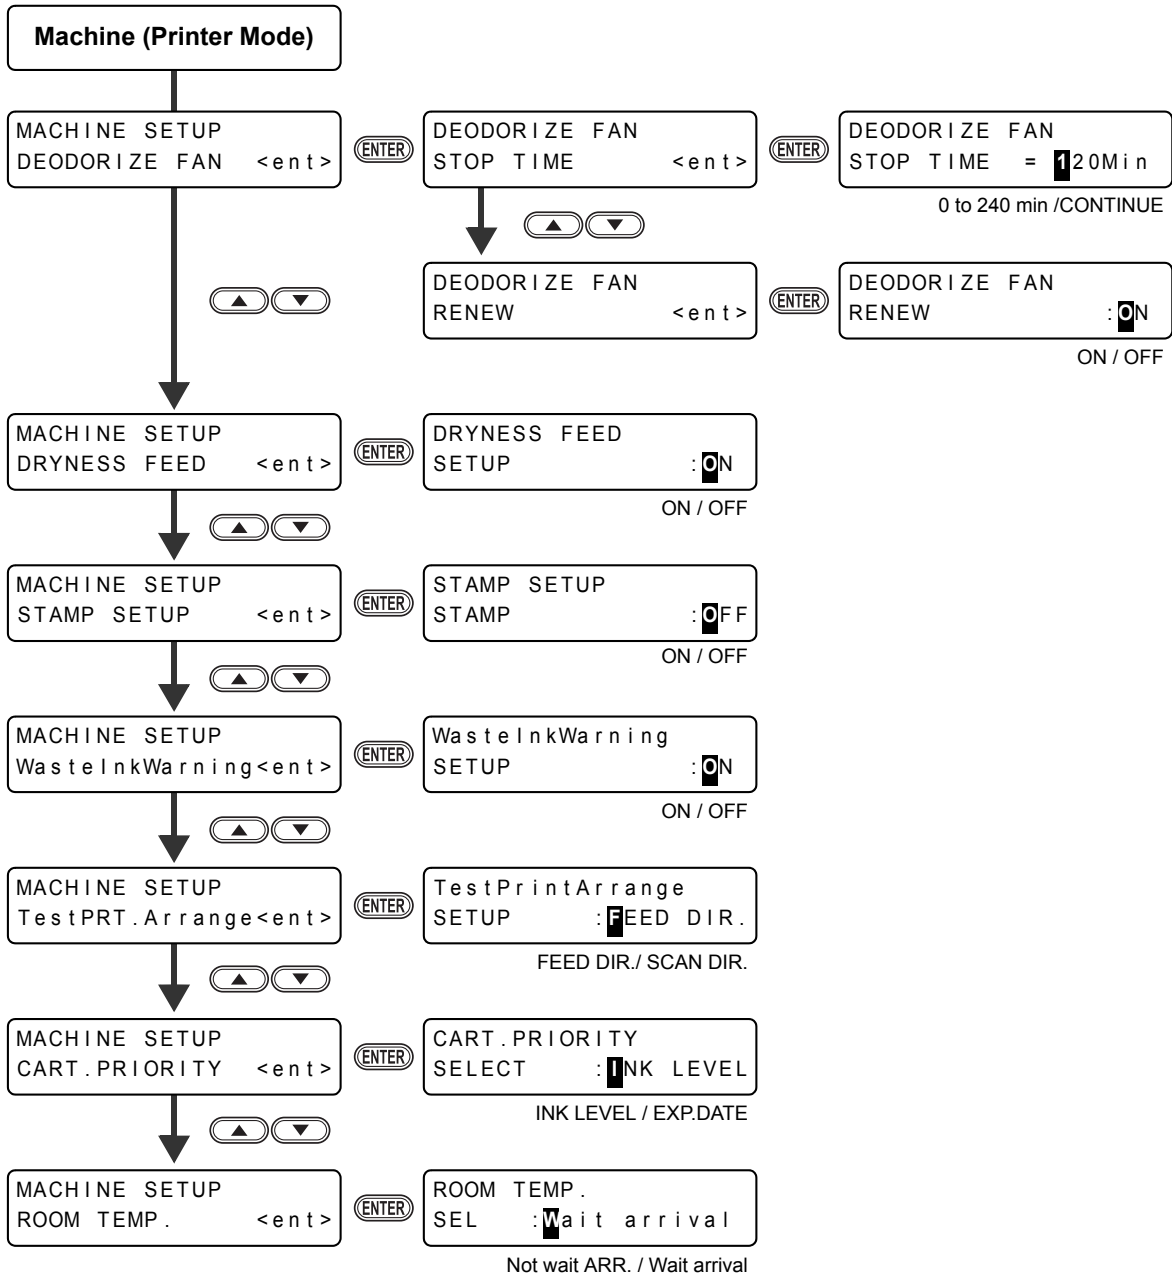 Machine (Printer Mode)
MACHINE SETUP
DEODORIZE FAN <ent>
ENTER
DEODORIZE FAN
STOP TIME <ent>
ENTER
DEODORIZE FAN
STOP TIME = 120Min
0 to 240 min /CONTINUE
DEODORIZE FAN
RENEW <ent>
ENTER
DEODORIZE FAN
RENEW :ON
ON / OFF
MACHINE SETUP
DRYNESS FEED <ent>
ENTER
DRYNESS FEED
SETUP :ON
ON / OFF
MACHINE SETUP
STAMP SETUP <ent>
ENTER
STAMP SETUP
STAMP :OFF
ON / OFF
MACHINE SETUP
WasteInkWarning<ent>
ENTER
WasteInkWarning
SETUP :ON
ON / OFF
MACHINE SETUP
TestPRT.Arrange<ent>
ENTER
TestPrintArrange
SETUP :FEED DIR.
FEED DIR./ SCAN DIR.
MACHINE SETUP
CART.PRIORITY <ent>
ENTER
CART.PRIORITY
SELECT :INK LEVEL
INK LEVEL / EXP.DATE
MACHINE SETUP
ROOM TEMP. <ent>
ENTER
ROOM TEMP.
SEL :Wait arrival
Not wait ARR. / Wait arrival